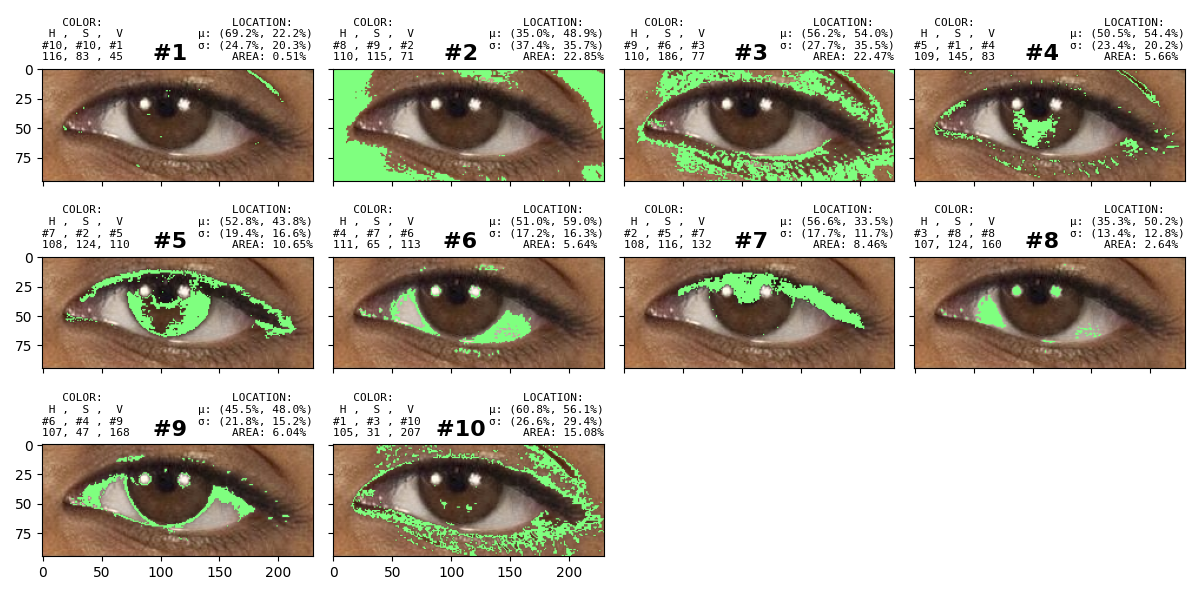 COLOR: LOCATION:
H , S , V μ: (69.2%, 22.2%)
#10, #10, #1 #1 σ: (24.7%, 20.3%)
116, 83 , 45 AREA: 0.51%
COLOR: LOCATION:
H , S , V μ: (35.0%, 48.9%)
#8 , #9 , #2 #2 σ: (37.4%, 35.7%)
110, 115, 71 AREA: 22.85%
COLOR: LOCATION:
H , S , V μ: (56.2%, 54.0%)
#9 , #6 , #3 #3 σ: (27.7%, 35.5%)
110, 186, 77 AREA: 22.47%
COLOR: LOCATION:
H , S , V μ: (50.5%, 54.4%)
#5 , #1 , #4 #4 σ: (23.4%, 20.2%)
109, 145, 83 AREA: 5.66%
0
25
50
75
COLOR: LOCATION:
H , S , V μ: (52.8%, 43.8%)
#7 , #2 , #5 #5 σ: (19.4%, 16.6%)
108, 124, 110 AREA: 10.65%
COLOR: LOCATION:
H , S , V μ: (51.0%, 59.0%)
#4 , #7 , #6 #6 σ: (17.2%, 16.3%)
111, 65 , 113 AREA: 5.64%
COLOR: LOCATION:
H , S , V μ: (56.6%, 33.5%)
#2 , #5 , #7 #7 σ: (17.7%, 11.7%)
108, 116, 132 AREA: 8.46%
COLOR: LOCATION:
H , S , V μ: (35.3%, 50.2%)
#3 , #8 , #8 #8 σ: (13.4%, 12.8%)
107, 124, 160 AREA: 2.64%
0
25
50
75
COLOR: LOCATION:
H , S , V μ: (45.5%, 48.0%)
#6 , #4 , #9 #9 σ: (21.8%, 15.2%)
107, 47 , 168 AREA: 6.04%
COLOR: LOCATION:
H , S , V μ: (60.8%, 56.1%)
#1 , #3 , #10 #10 σ: (26.6%, 29.4%)
105, 31 , 207 AREA: 15.08%
0
25
50
75
0 50 100 150 200
0 50 100 150 200